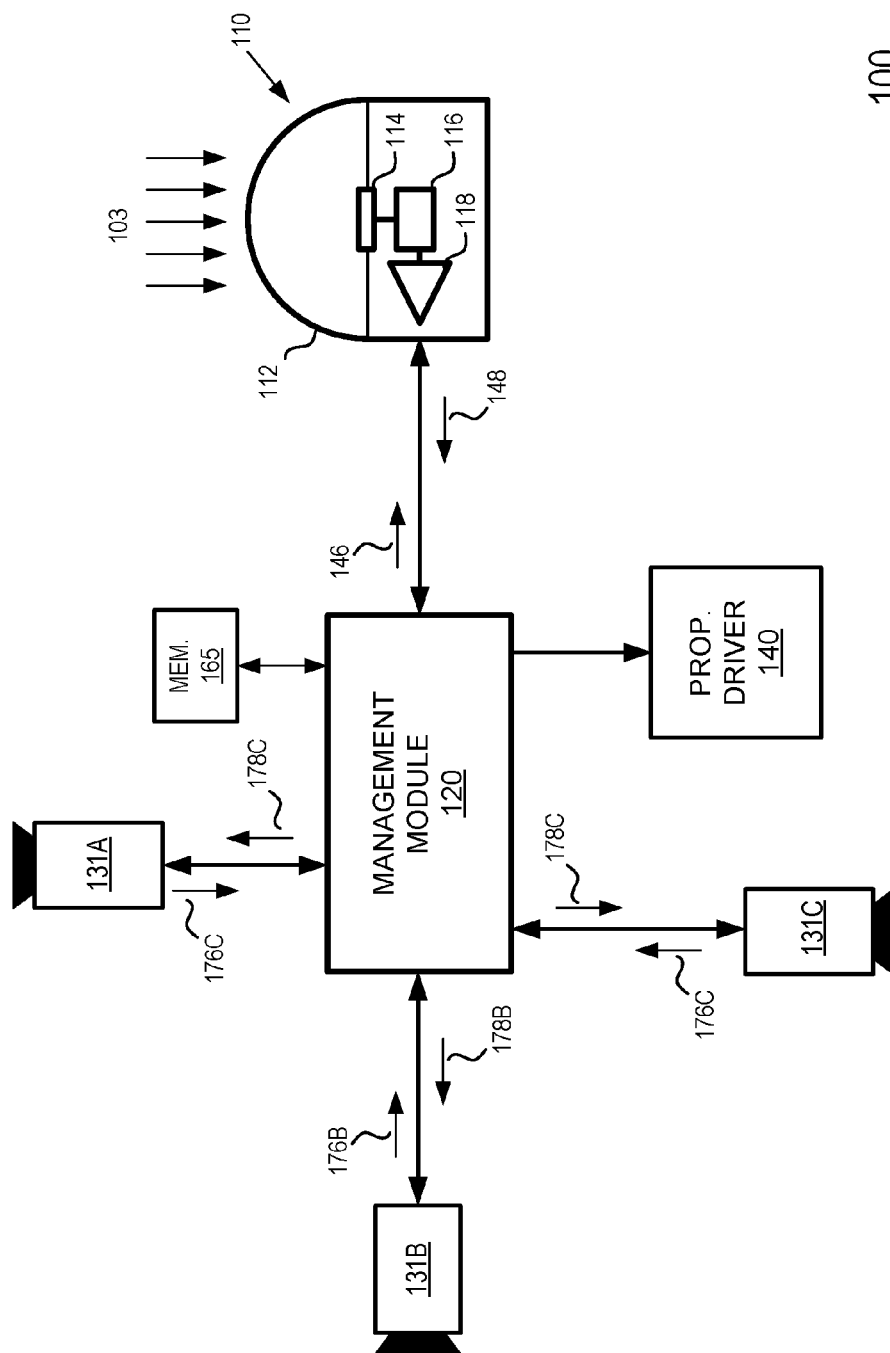 131A
178C
176C
MEM.
165
103
110
112
114
116
118
131B
176B
178B
MANAGEMENT
MODULE
120
146
148
178C
176C
131C
PROP.
DRIVER
140
100